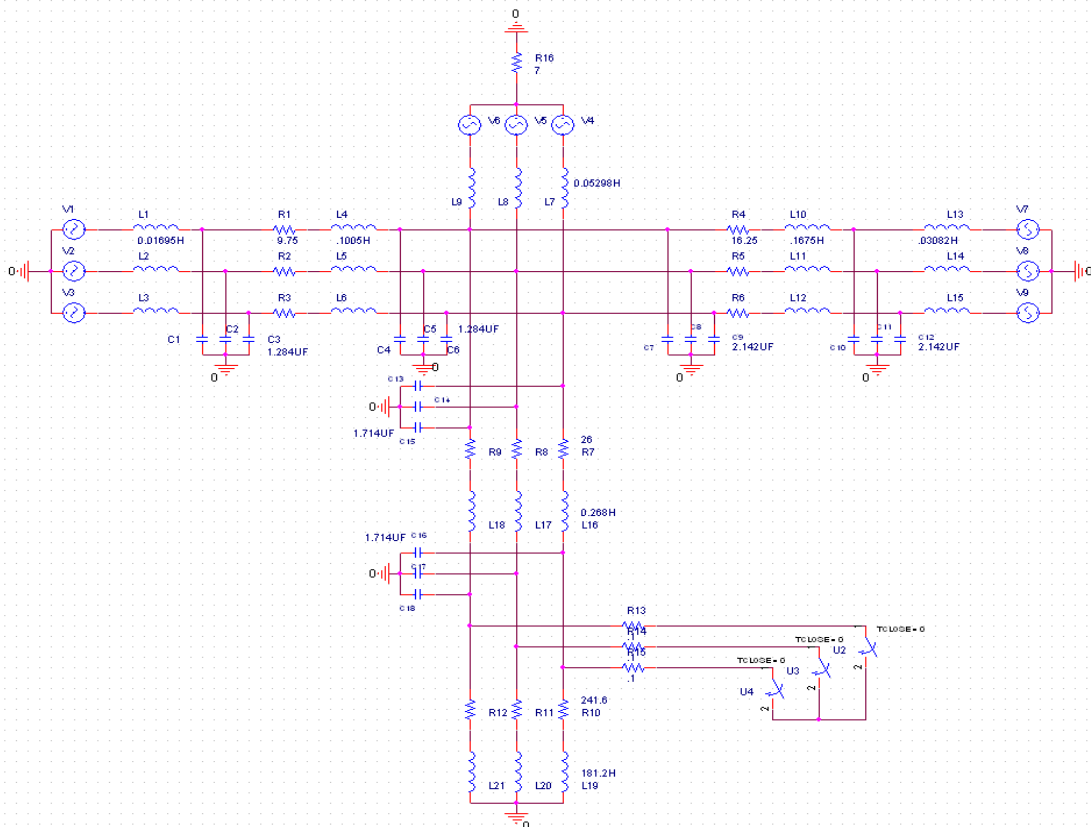 0
R16
7
V6 V5 V4
0.05298H
L9 L8 L7
V1 L1 R1 L4 R4 L10 L13 V7
0.01695H 9.75 .1005H 16.25 .1675H .03082H
V2 L2 R2 L5 R5 L11 L14 V8
0 0
V3 L3 R3 L6 R6 L12 L15 V9
C1 C2 C3 C4 C5 1.284UF C6 C7 C8 C9 C10 C11 C12
1.284UF 2.142UF 2.142UF
0 0 0 0
C13
0 C14
1.714UF C15
26
R9 R8 R7
0.268H
L18 L17 L16
1.714UF C16
0 C17
C18
R13
TCLOSE = 0
R14
.1 TCLOSE = 0
1
R15 U2
.1 TCLOSE = 0
1 2
U3
.1
1 2
U4
2
241.6
R12 R11 R10
181.2H
L21 L20 L19
0